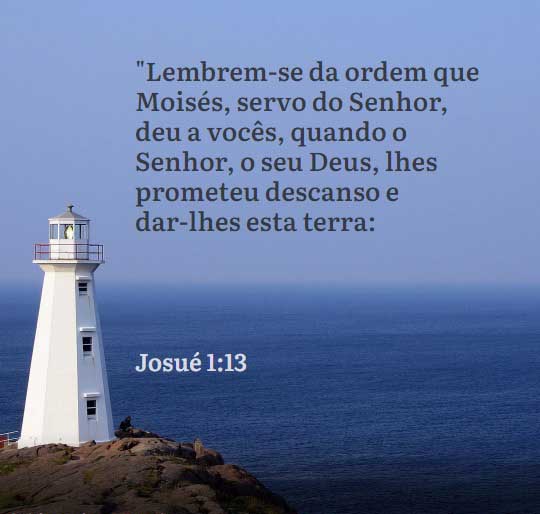 "Lembrem-se da ordem que
Moisés, servo do Senhor,
deu a vocês, quando o
Senhor, o seu Deus, lhes
prometeu descanso e
dar-lhes esta terra:
Josué 1:13